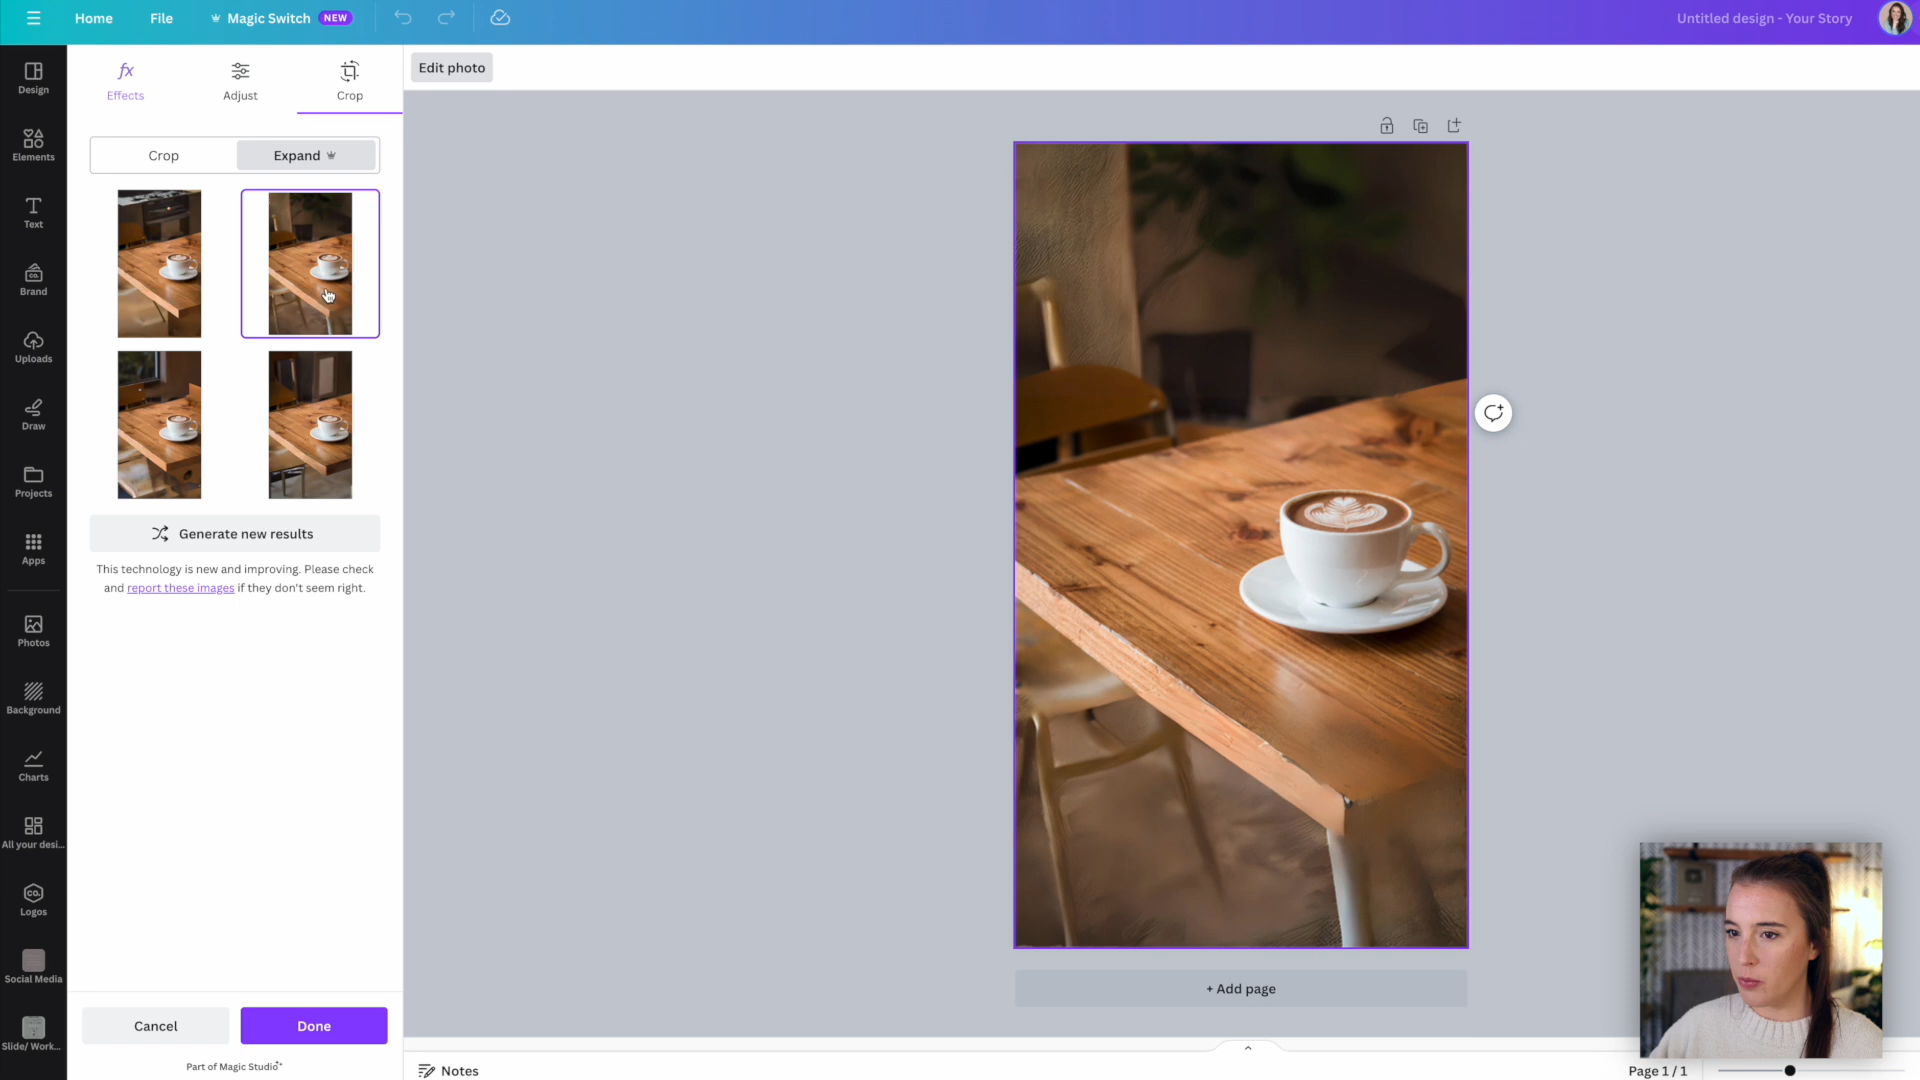 Home
File
Magic Switch NEW
Untitled design - Your Story
Design
Elements
Text
Brand
Uploads
Draw
Projects
Apps
Photos
Background
Charts
All your desi...
Logos
Social Media
Slide/ Work...
Effects
Adjust
Crop
Crop
Expand
Generate new results
This technology is new and improving. Please check
and report these images if they don't seem right.
Cancel
Done
Part of Magic Studio
Edit photo
+ Add page
Notes
Page 1 / 1